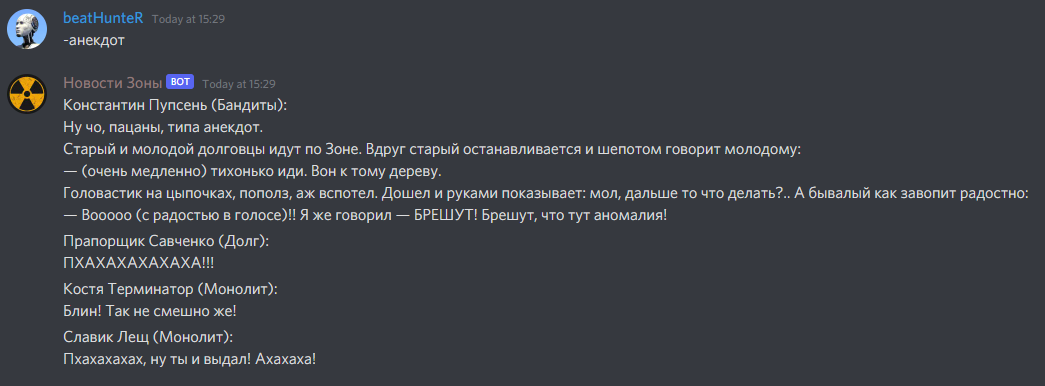 beatHunteR Today at 15:29
-анекдот
Новости Зоны BOT Today at 15:29
Константин Пупсень (Бандиты):
Ну чо, пацаны, типа анекдот.
Старый и молодой долговцы идут по Зоне. Вдруг старый останавливается и шепотом говорит молодому:
— (очень медленно) тихонько иди. Вон к тому дереву.
Головастик на цыпочках, пополз, аж вспотел. Дошел и руками показывает: мол, дальше то что делать?.. А бывалый как завопит радостно:
— Вооооо (с радостью в голосе)!! Я же говорил — БРЕШУТ! Брешут, что тут аномалия!
Прапорщик Савченко (Долг):
ПХАХАХАХАХАХА!!!
Костя Терминатор (Монолит):
Блин! Так не смешно же!
Славик Лещ (Монолит):
Пхахахахах, ну ты и выдал! Ахахаха!